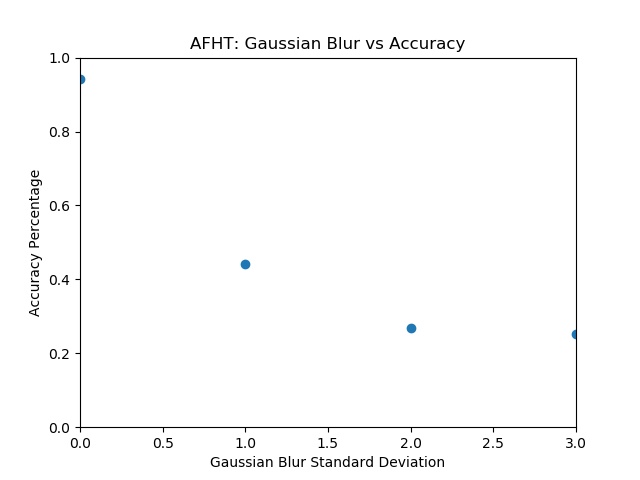 AFHT: Gaussian Blur vs Accuracy
1.0
0.8
0.6
0.4
0.2
0.0
Accuracy Percentage
0.0 0.5 1.0 1.5 2.0 2.5 3.0
Gaussian Blur Standard Deviation